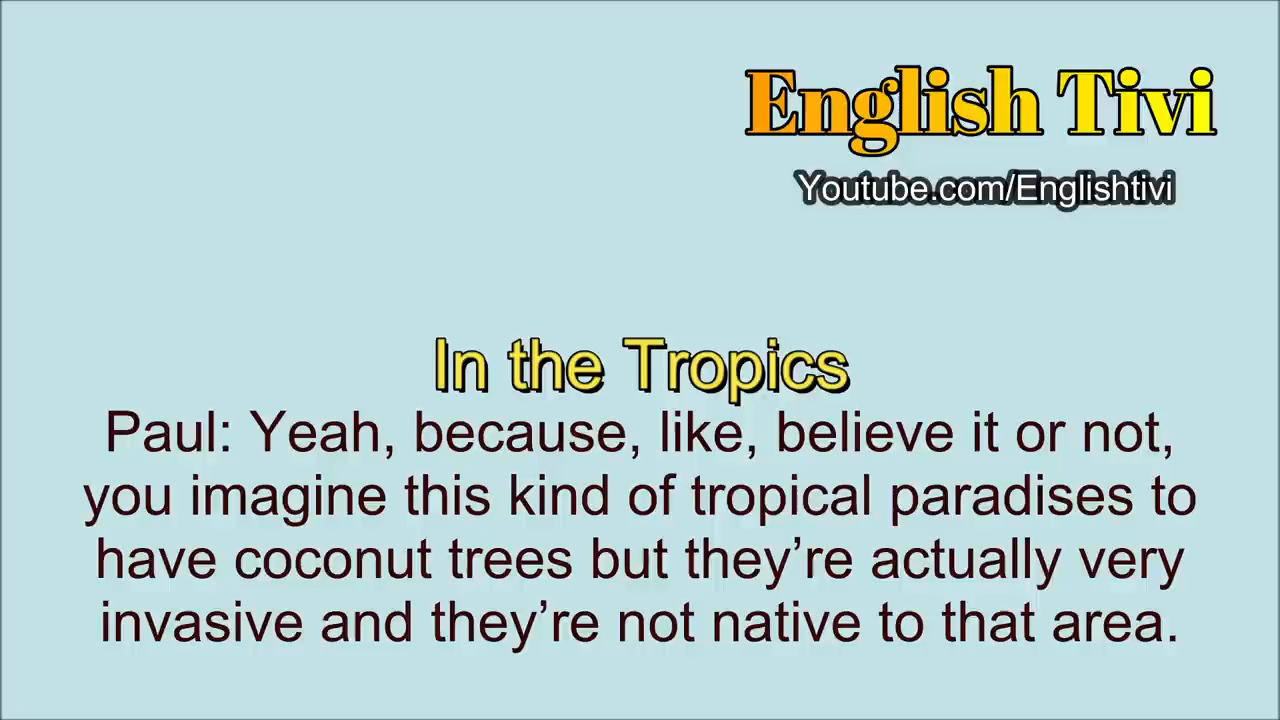 English Tivi
Youtube.com/Englishtivi
In the Tropics
Paul: Yeah, because, like, believe it or not,
you imagine this kind of tropical paradises to
have coconut trees but they’re actually very
invasive and they’re not native to that area.